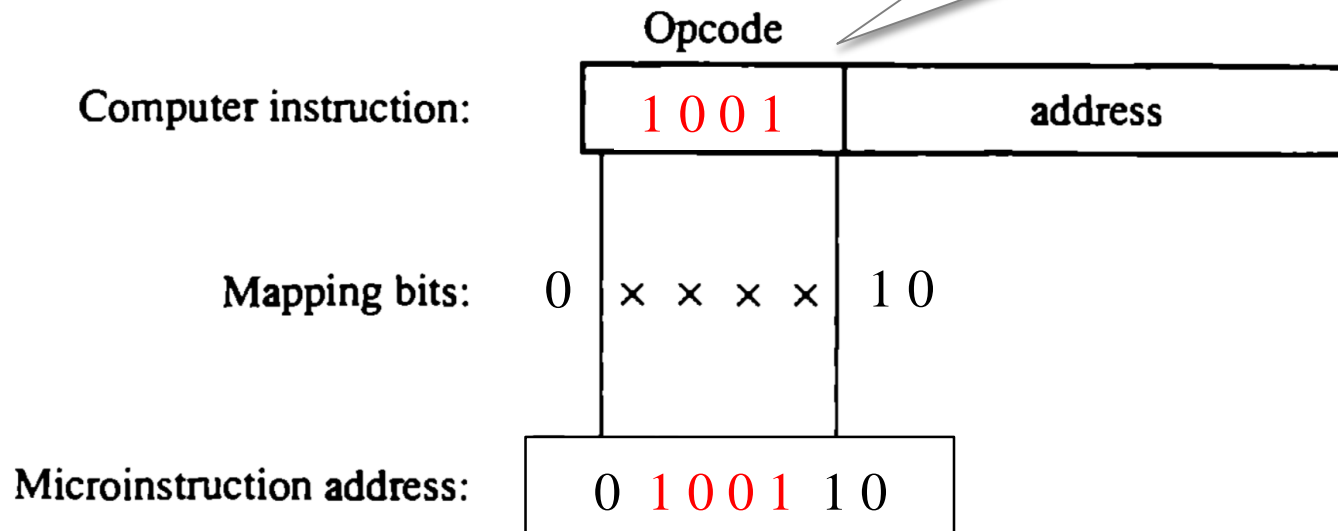 Opcode
Computer instruction: 1 0 0 1 address
Mapping bits: 0 × × × × 1 0
Microinstruction address: 0 1 0 0 1 1 0